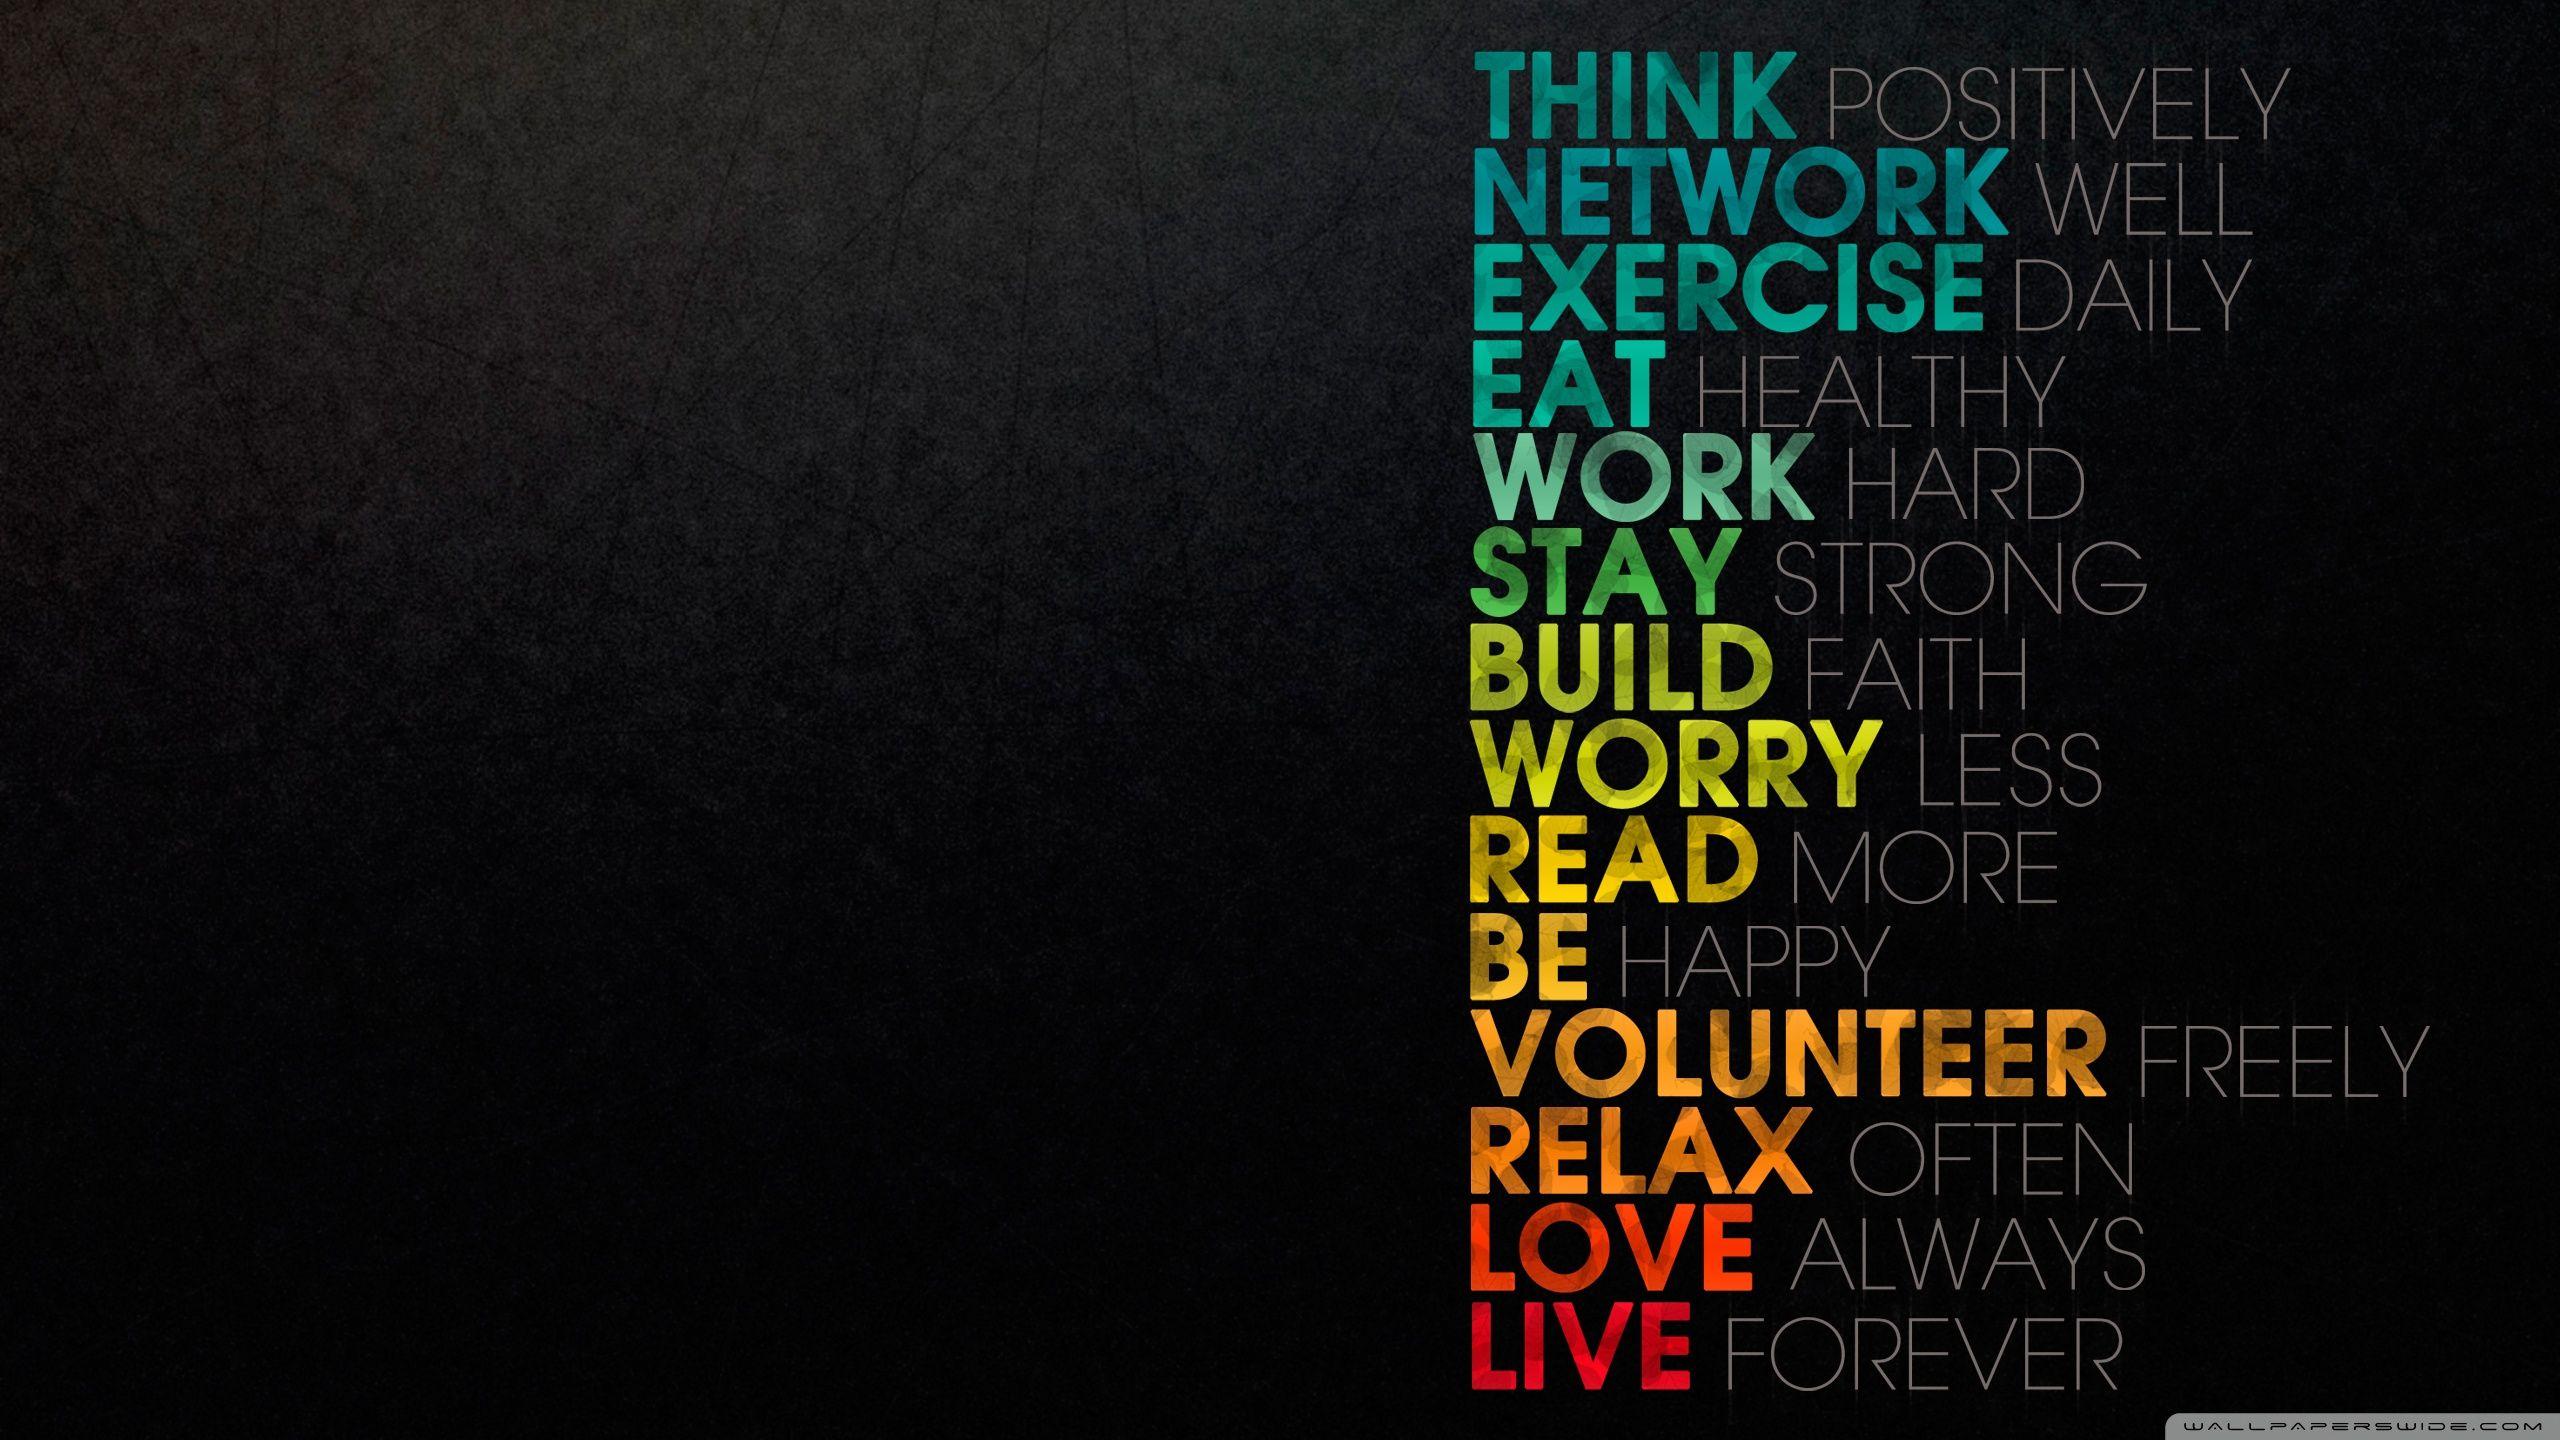 THINK POSITIVELY
NETWORK WELL
EXERCISE DAILY
EAT HEALTHY
WORK HARD
STAY STRONG
BUILD FAITH
WORRY LESS
READ MORE
BE HAPPY
VOLUNTEER FREELY
RELAX OFTEN
LOVE ALWAYS
LIVE FOREVER
WALLPAPERSWIDE.COM